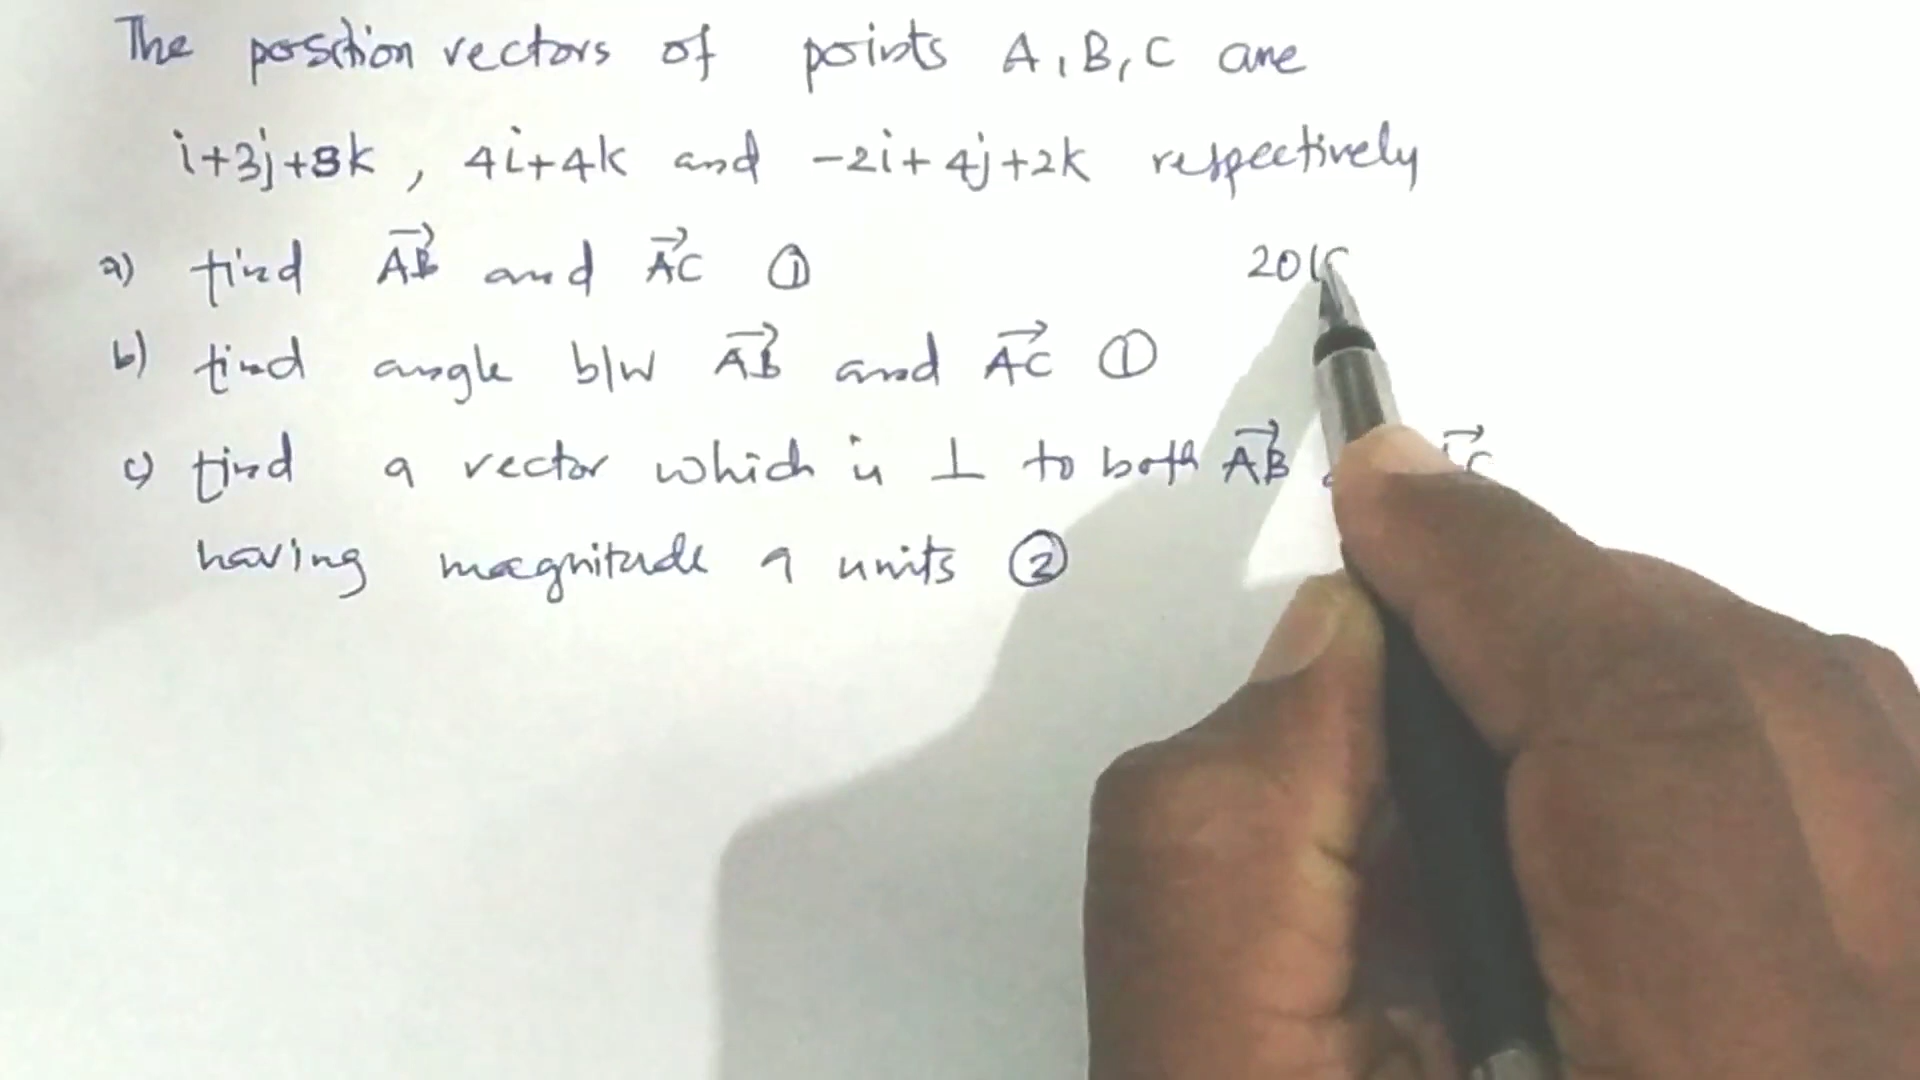 The position vectors of points A, B, C are
i+3j+8k, 4i+4k and -2i+4j+2k respectively
a) find AB and AC ①
201
b) find angle b/w AB and AC ①
c) find a vector which is ⊥ to both AB
having magnitude 9 units ②